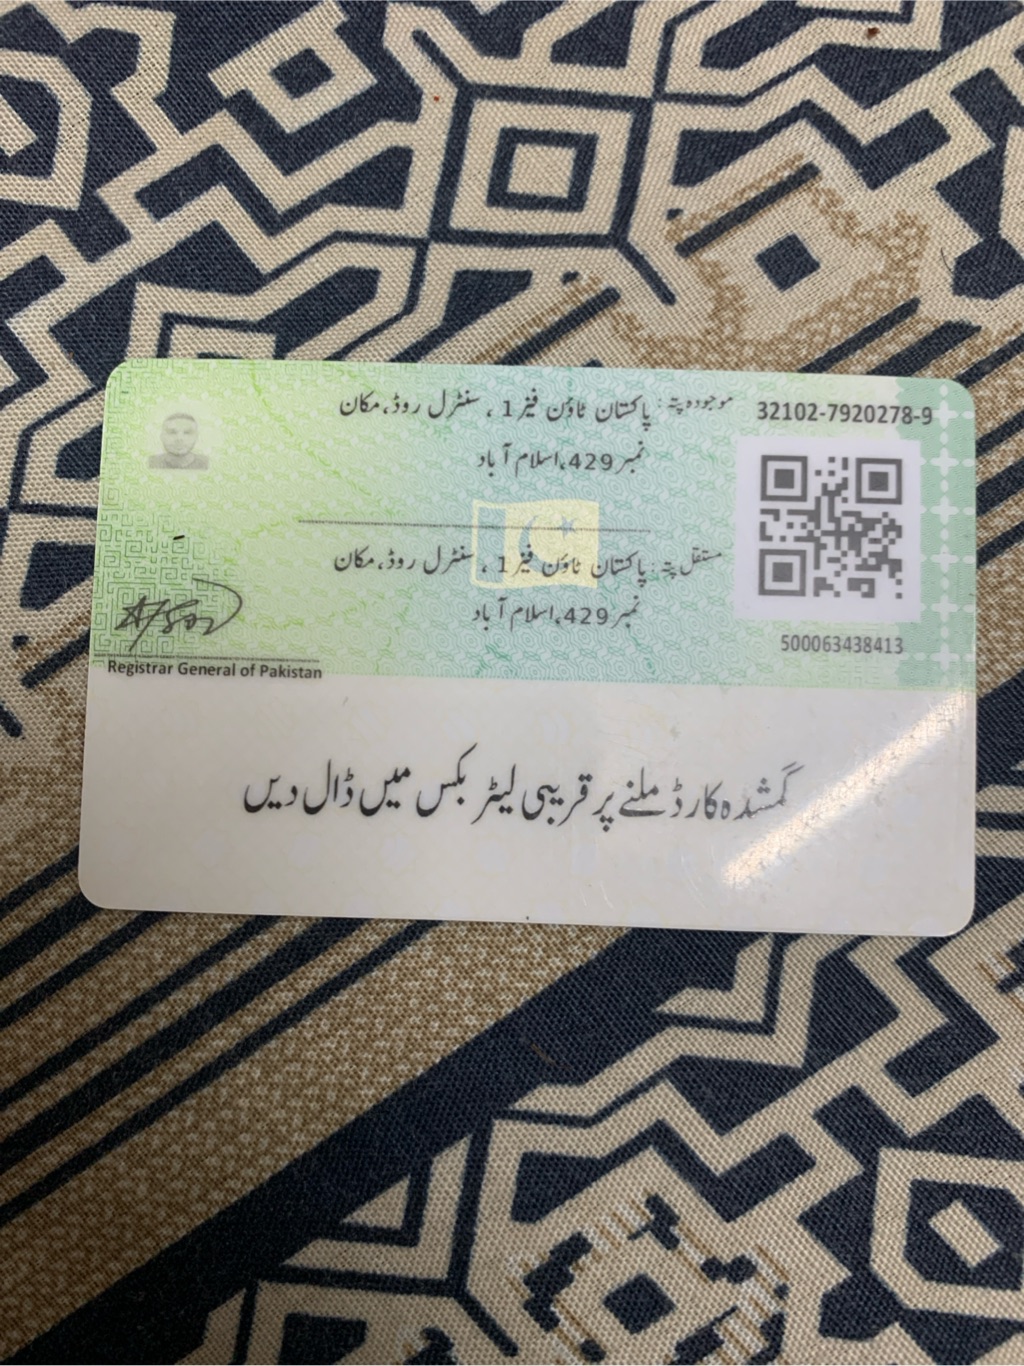 موجودہ پتہ: پاکستان ٹاؤن فیز 1، سنٹرل روڈ، مکان
نمبر 429، اسلام آباد
32102-7920278-9
مستقل پتہ: پاکستان ٹاؤن فیز 1، سنٹرل روڈ، مکان
نمبر 429، اسلام آباد
500063438413
Registrar General of Pakistan
گمشدہ کارڈ ملنے پر قریبی لیٹر بکس میں ڈال دیں